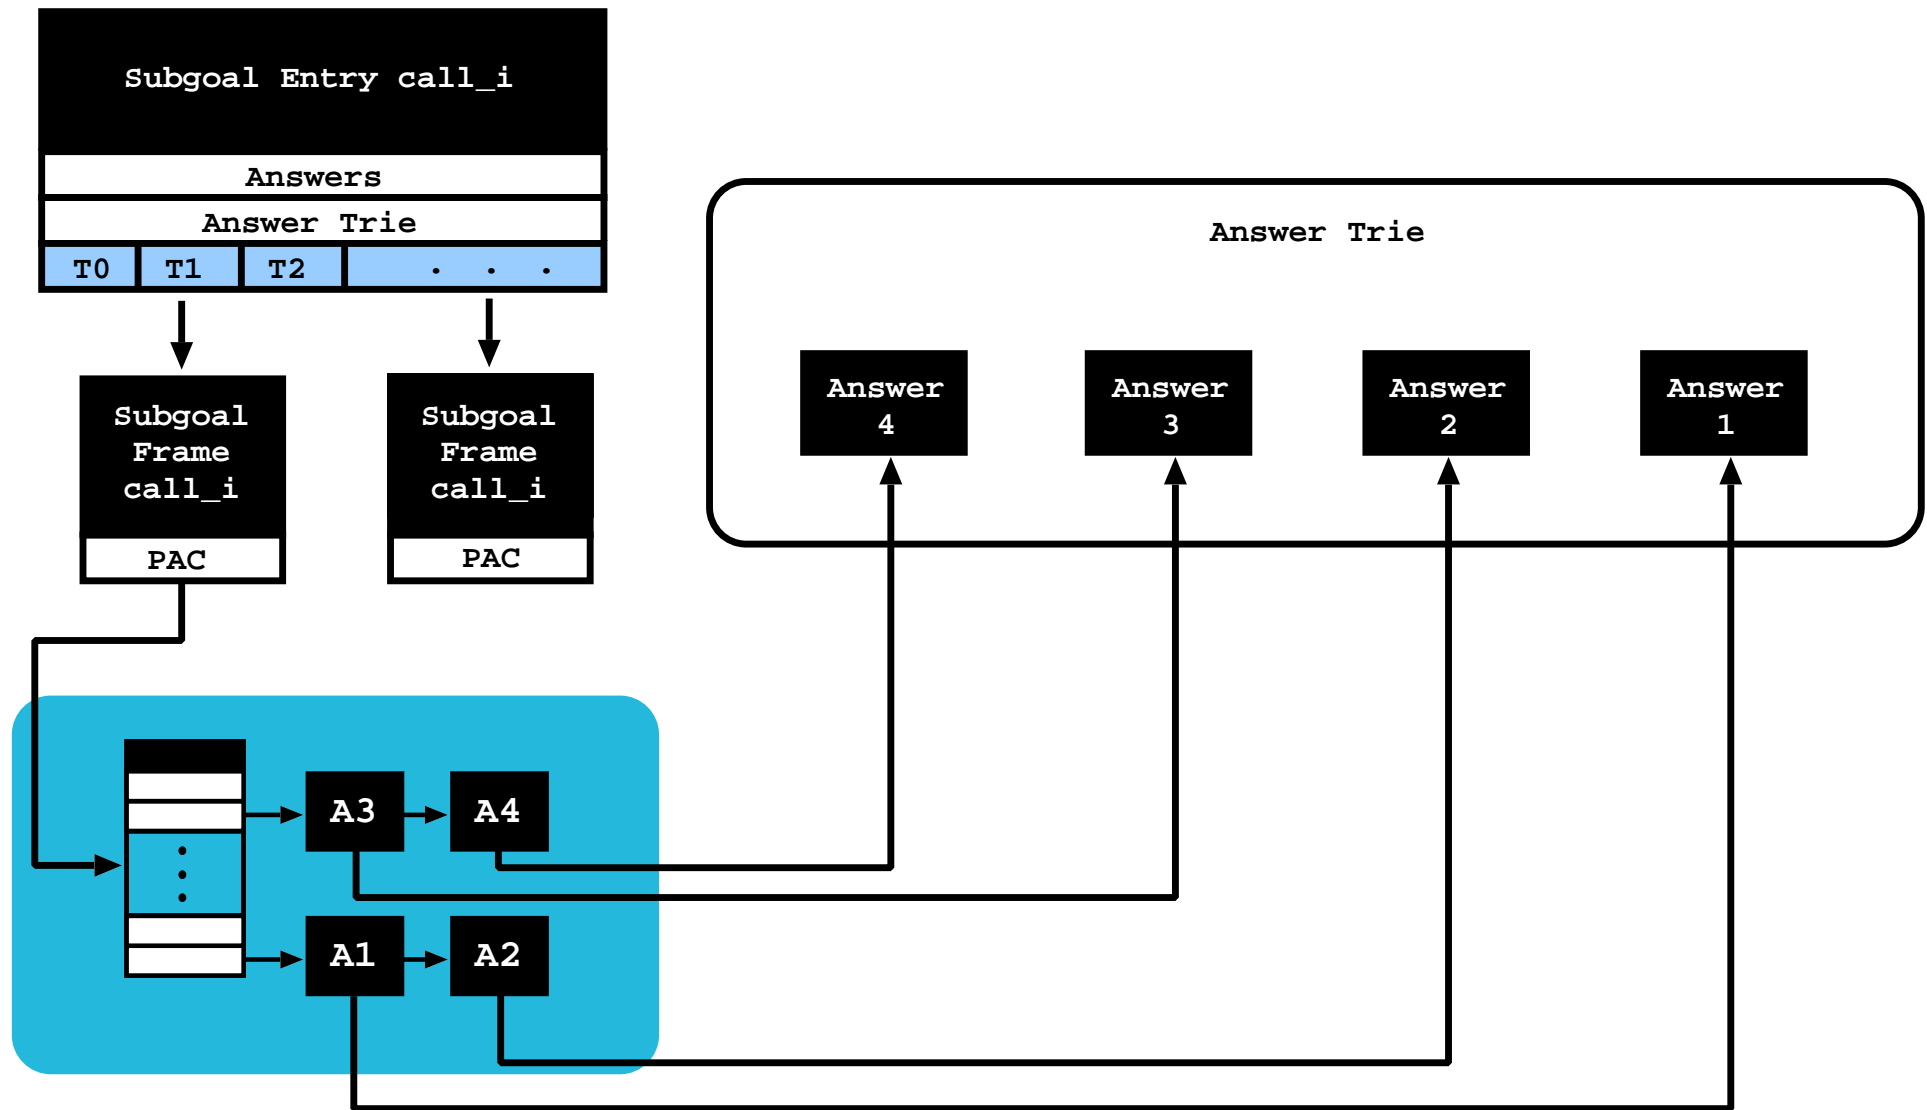 Subgoal Entry call_i
Answers
Answer Trie
T0 T1 T2 . . .
Subgoal
Frame
call_i
PAC
Subgoal
Frame
call_i
PAC
Answer Trie
Answer
4
Answer
3
Answer
2
Answer
1
A3
A4
A1
A2